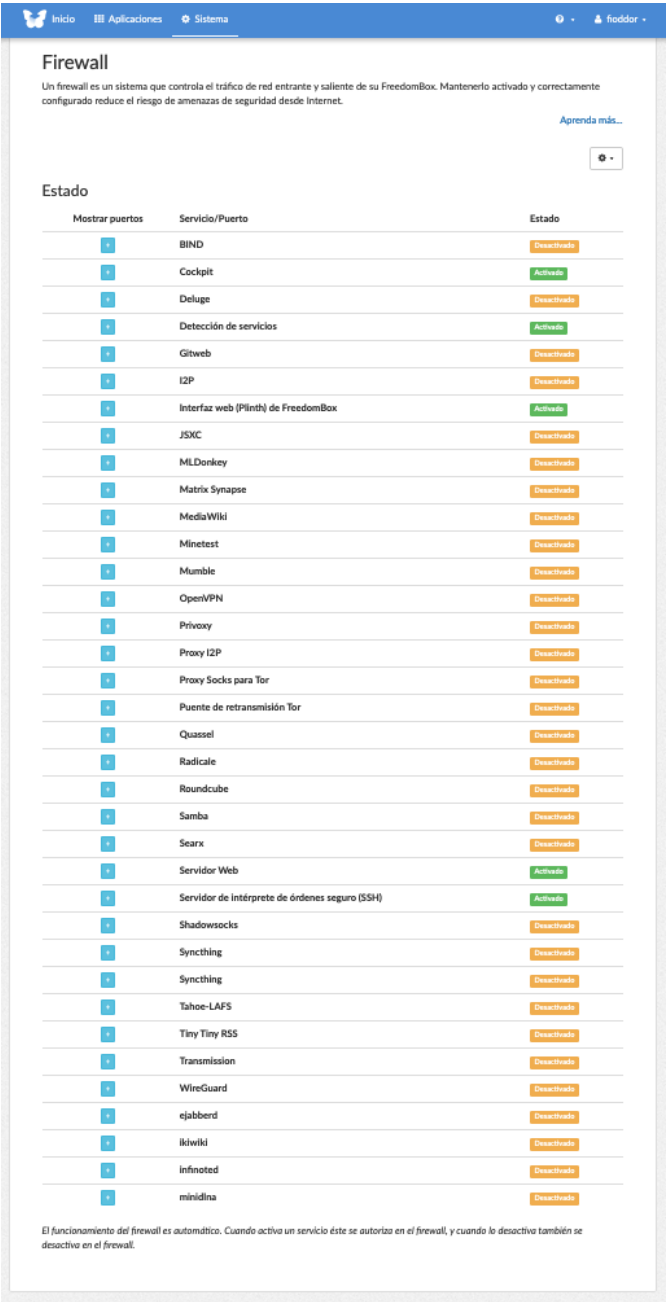 Inicio Aplicaciones Sistema fioddor
Firewall
Un firewall es un sistema que controla el tráfico de red entrante y saliente de su FreedomBox. Mantenerlo activado y correctamente
configurado reduce el riesgo de amenazas de seguridad desde Internet.
Aprenda más...
Estado
Mostrar puertos Servicio/Puerto Estado
+ BIND Desactivado
+ Cockpit Activado
+ Deluge Desactivado
+ Detección de servicios Activado
+ Gitweb Desactivado
+ I2P Desactivado
+ Interfaz web (Plinth) de FreedomBox Activado
+ JSXC Desactivado
+ MLDonkey Desactivado
+ Matrix Synapse Desactivado
+ MediaWiki Desactivado
+ Minetest Desactivado
+ Mumble Desactivado
+ OpenVPN Desactivado
+ Privoxy Desactivado
+ Proxy I2P Desactivado
+ Proxy Socks para Tor Desactivado
+ Puente de retransmisión Tor Desactivado
+ Quassel Desactivado
+ Radicale Desactivado
+ Roundcube Desactivado
+ Samba Desactivado
+ Searx Desactivado
+ Servidor Web Activado
+ Servidor de intérprete de órdenes seguro (SSH) Activado
+ Shadowsocks Desactivado
+ Syncthing Desactivado
+ Syncthing Desactivado
+ Tahoe-LAFS Desactivado
+ Tiny Tiny RSS Desactivado
+ Transmission Desactivado
+ WireGuard Desactivado
+ ejabberd Desactivado
+ ikiwiki Desactivado
+ infinoted Desactivado
+ minidlna Desactivado
El funcionamiento del firewall es automático. Cuando activa un servicio éste se autoriza en el firewall, y cuando lo desactiva también se
desactiva en el firewall.